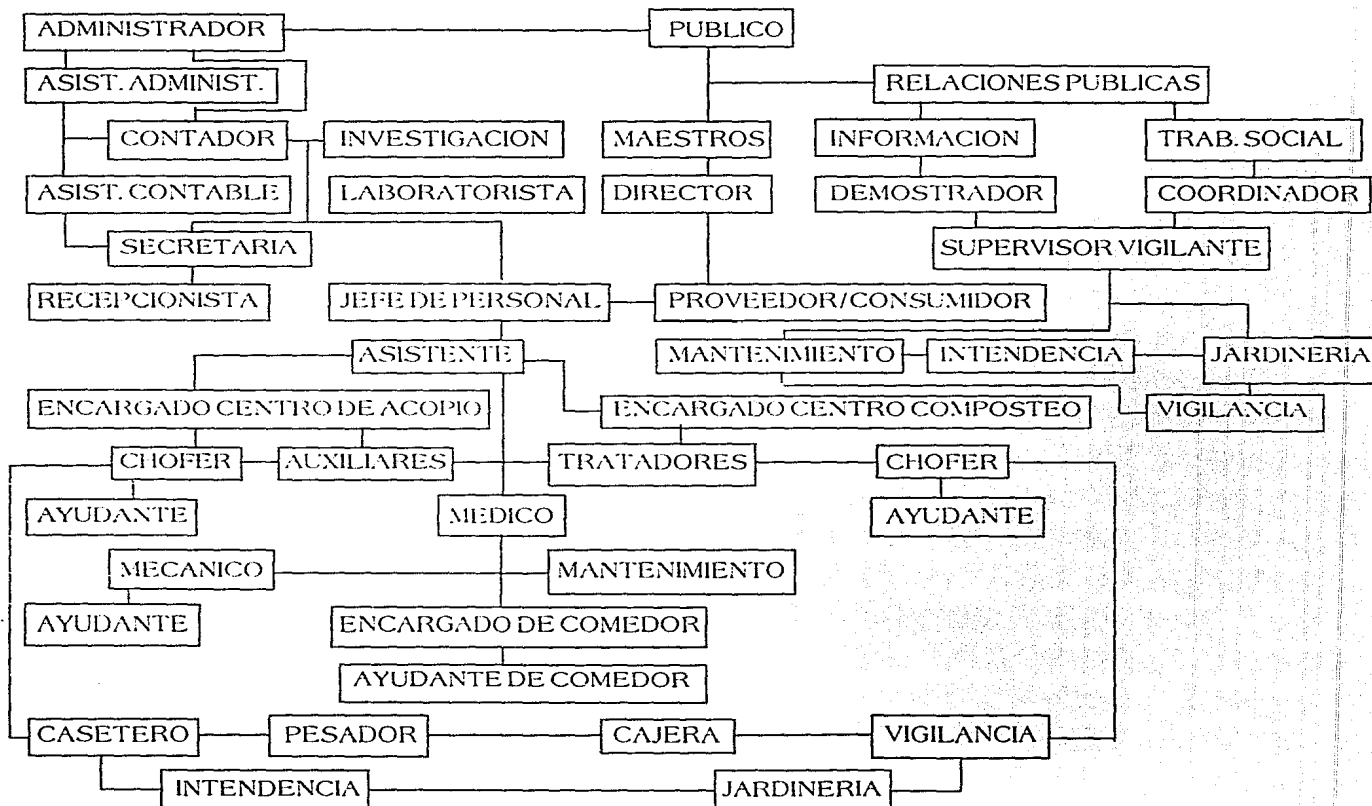 ADMINISTRADOR
PUBLICO
ASIST. ADMINIST.
RELACIONES PUBLICAS
CONTADOR
INVESTIGACION
MAESTROS
INFORMACION
TRAB. SOCIAL
ASIST. CONTABLE
LABORATORISTA
DIRECTOR
DEMOSTRADOR
COORDINADOR
SECRETARIA
SUPERVISOR VIGILANTE
RECEPCIONISTA
JEFE DE PERSONAL
PROVEEDOR/CONSUMIDOR
ASISTENTE
MANTENIMIENTO
INTENDENCIA
JARDINERIA
ENCARGADO CENTRO DE ACOPIO
ENCARGADO CENTRO COMPOSTEO
VIGILANCIA
CHOFER
AUXILIARES
TRATADORES
CHOFER
AYUDANTE
MEDICO
AYUDANTE
MECANICO
MANTENIMIENTO
AYUDANTE
ENCARGADO DE COMEDOR
AYUDANTE DE COMEDOR
CASETERO
PESADOR
CAJERA
VIGILANCIA
INTENDENCIA
JARDINERIA